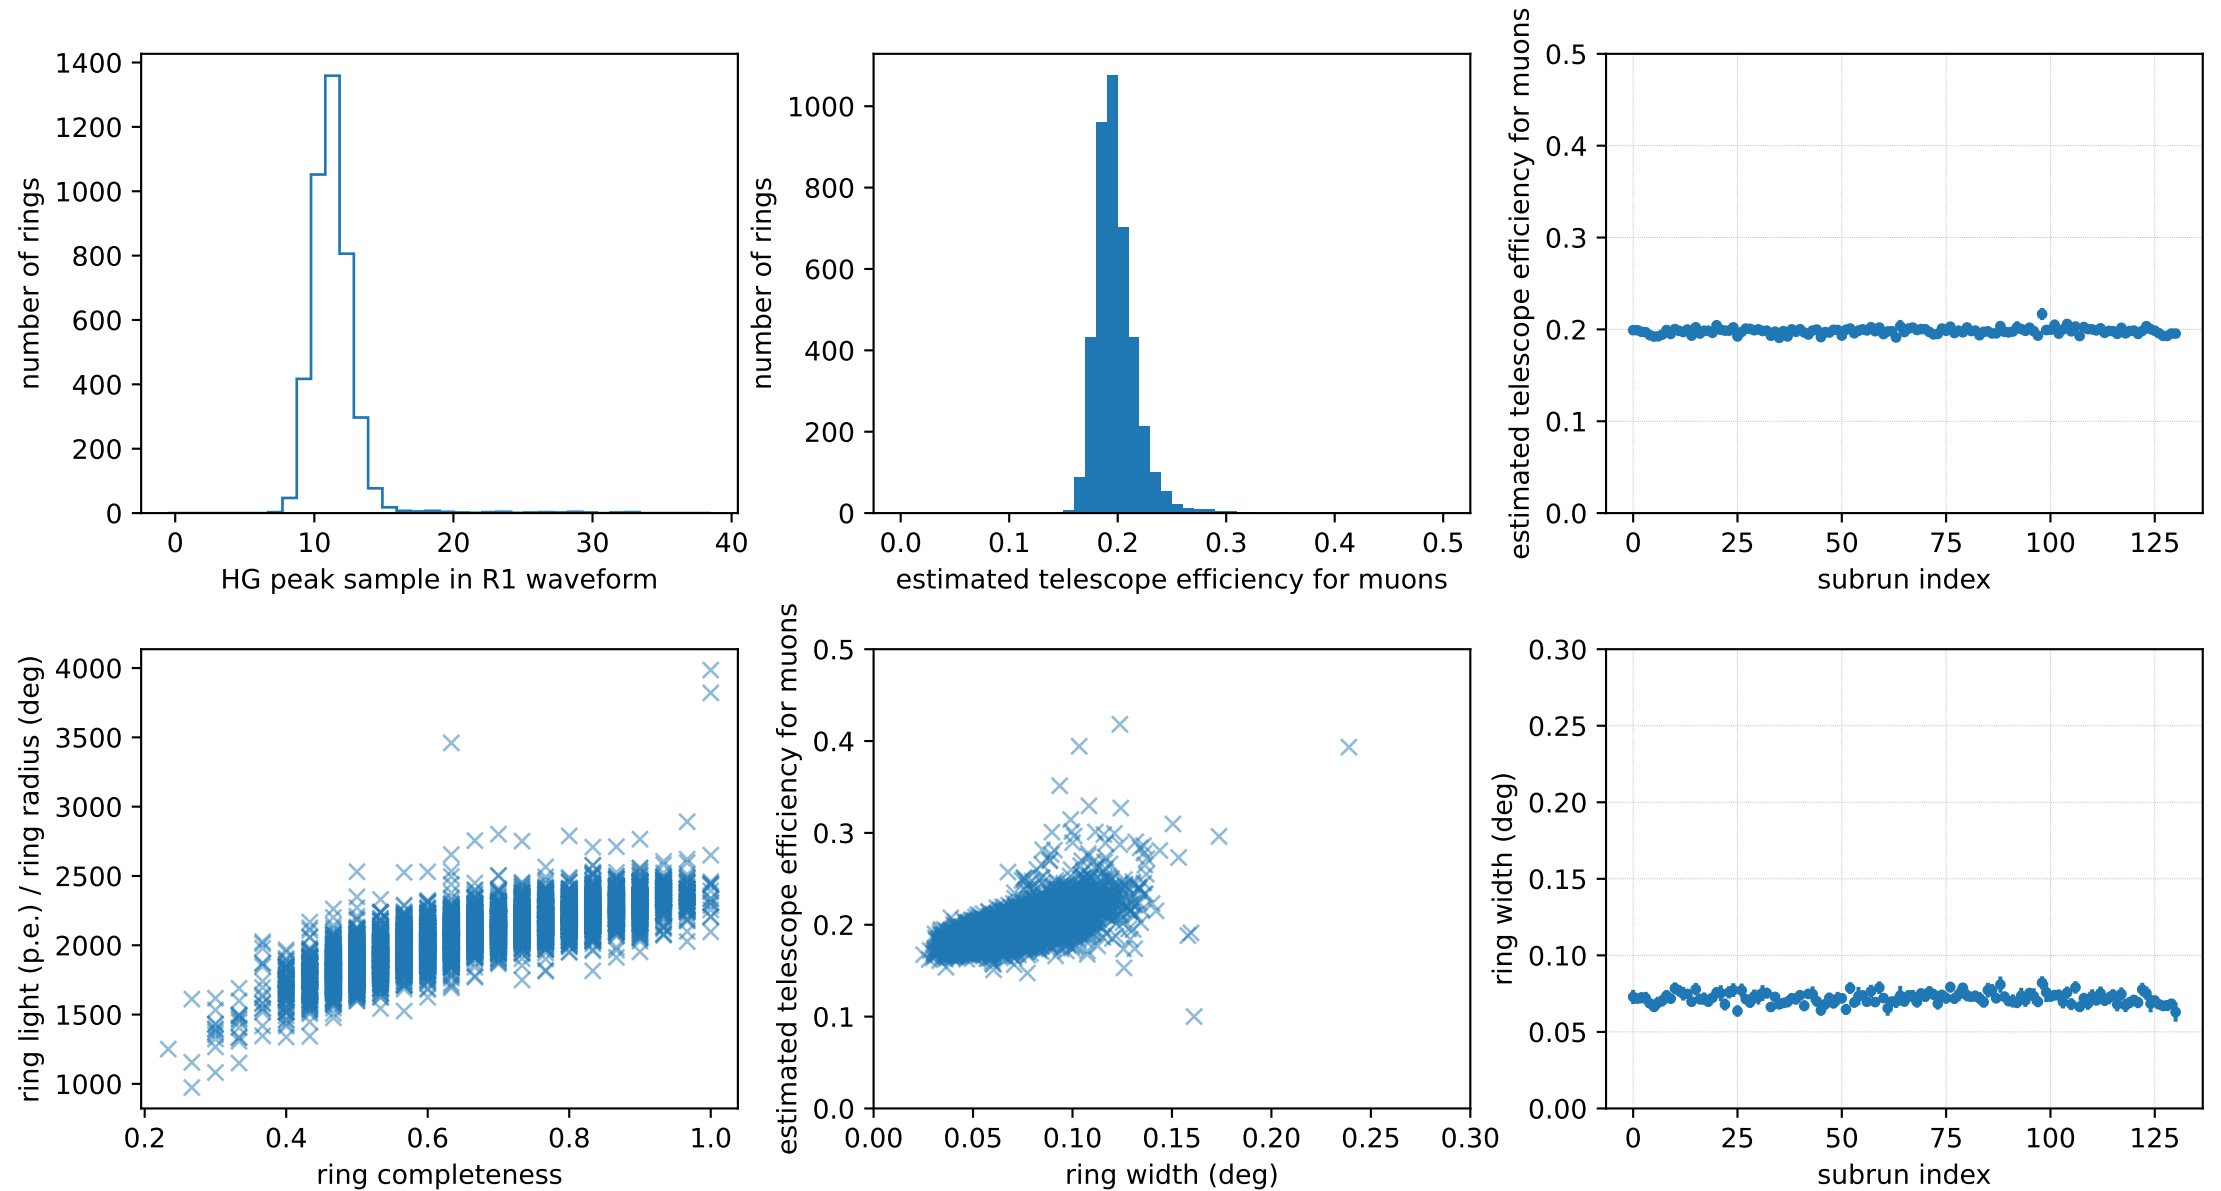 1400
1200
1000
800
600
400
200
0
number of rings
0 10 20 30 40
HG peak sample in R1 waveform
1000
800
600
400
200
0
number of rings
0.0 0.1 0.2 0.3 0.4 0.5
estimated telescope efficiency for muons
0.5
0.4
0.3
0.2
0.1
0.0
estimated telescope efficiency for muons
0 25 50 75 100 125
subrun index
4000
3500
3000
2500
2000
1500
1000
ring light (p.e.) / ring radius (deg)
0.2 0.4 0.6 0.8 1.0
ring completeness
0.5
0.4
0.3
0.2
0.1
0.0
estimated telescope efficiency for muons
0.00 0.05 0.10 0.15 0.20 0.25 0.30
ring width (deg)
0.30
0.25
0.20
0.15
0.10
0.05
0.00
ring width (deg)
0 25 50 75 100 125
subrun index